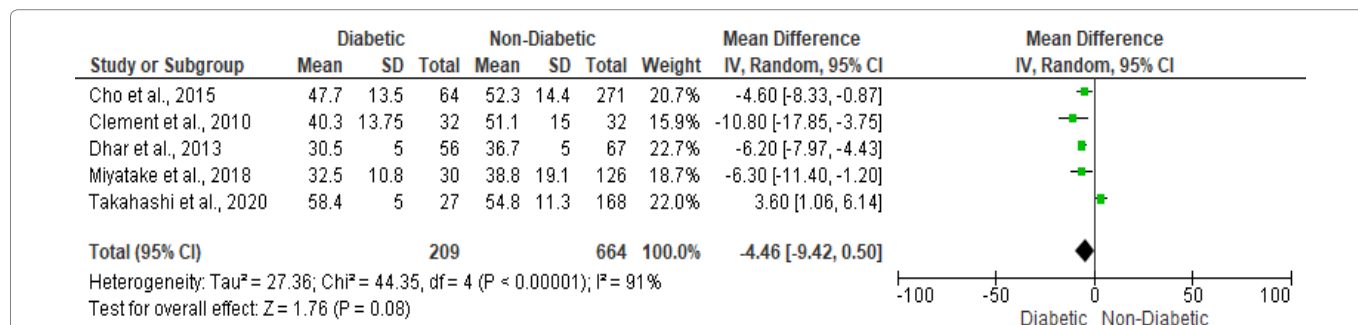 Diabetic Non-Diabetic Mean Difference Mean Difference
Study or Subgroup Mean SD Total Mean SD Total Weight IV, Random, 95% CI IV, Random, 95% CI
Cho et al., 2015 47.7 13.5 64 52.3 14.4 271 20.7% -4.60 [-8.33, -0.87]
Clement et al., 2010 40.3 13.75 32 51.1 15 32 15.9% -10.80 [-17.85, -3.75]
Dhar et al., 2013 30.5 5 56 36.7 5 67 22.7% -6.20 [-7.97, -4.43]
Miyatake et al., 2018 32.5 10.8 30 38.8 19.1 126 18.7% -6.30 [-11.40, -1.20]
Takahashi et al., 2020 58.4 5 27 54.8 11.3 168 22.0% 3.60 [1.06, 6.14]
Total (95% CI) 209 664 100.0% -4.46 [-9.42, 0.50]
Heterogeneity: Tau² = 27.36; Chi² = 44.35, df = 4 (P < 0.00001); I² = 91%
Test for overall effect: Z = 1.76 (P = 0.08)
-100 -50 0 50 100
Diabetic Non-Diabetic